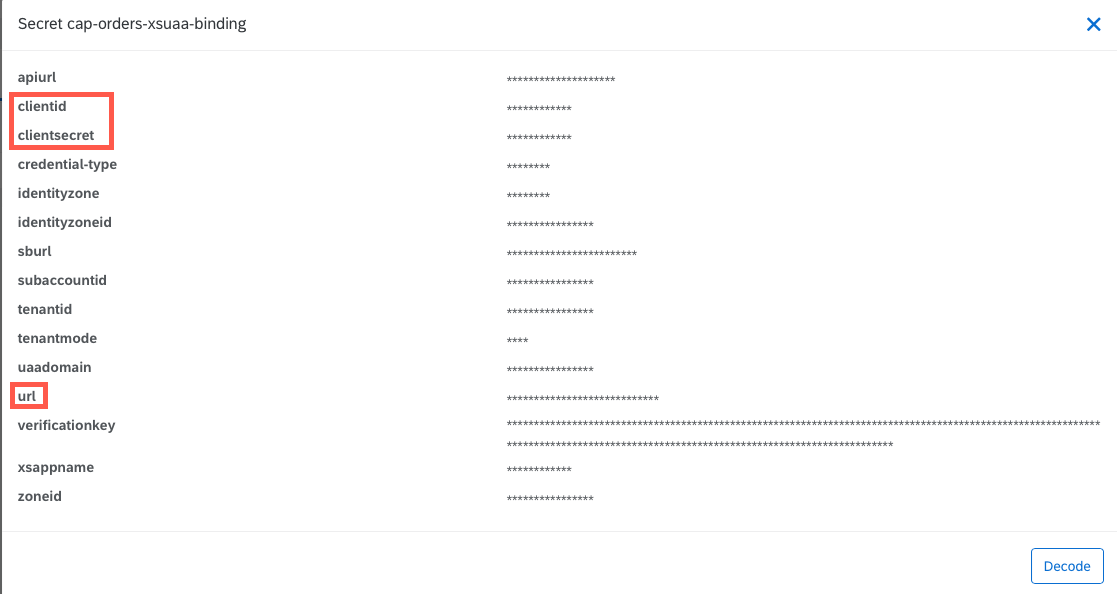 Secret cap-orders-xsuaa-binding
apiurl ********************
clientid ************
clientsecret ************
credential-type ********
identityzone ********
identityzoneid ****************
sburl ************************
subaccountid ****************
tenantid ****************
tenantmode ****
uaadomain ****************
url ****************************
verificationkey *************************************************************************************************************
***********************************************************************
xsappname ************
zoneid ****************
Decode